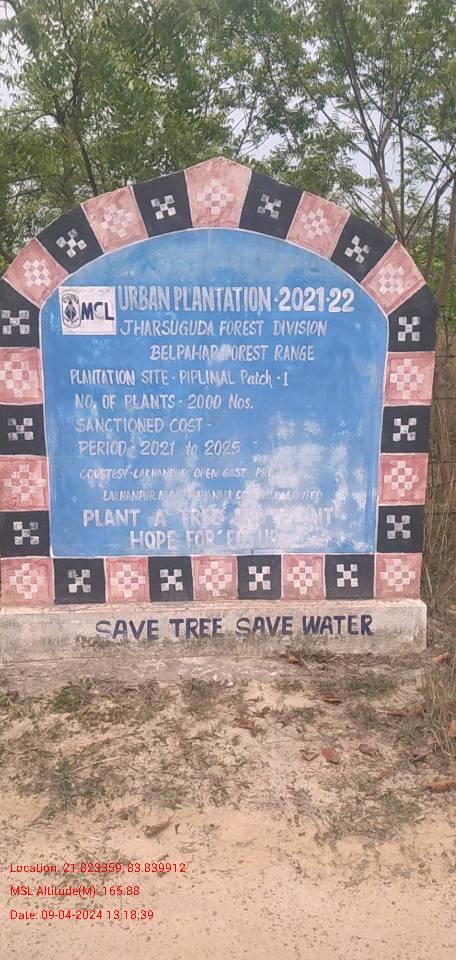 MCL
URBAN PLANTATION - 2021-22
JHARSUGUDA FOREST DIVISION
BELPAHAR FOREST RANGE
PLANTATION SITE - PIPLIMAL Patch - 1
NO. OF PLANTS - 2000 Nos.
SANCTIONED COST -
PERIOD - 2021 to 2025
COURTESY - LAKHANPUR OPEN CAST
LAKHANPUR
PLANT A TREE
HOPE FOR
SAVE TREE SAVE WATER
Location: 21.823359, 83.839912
MSL Altitude(M): 165.88
Date: 09-04-2024 13:18:39